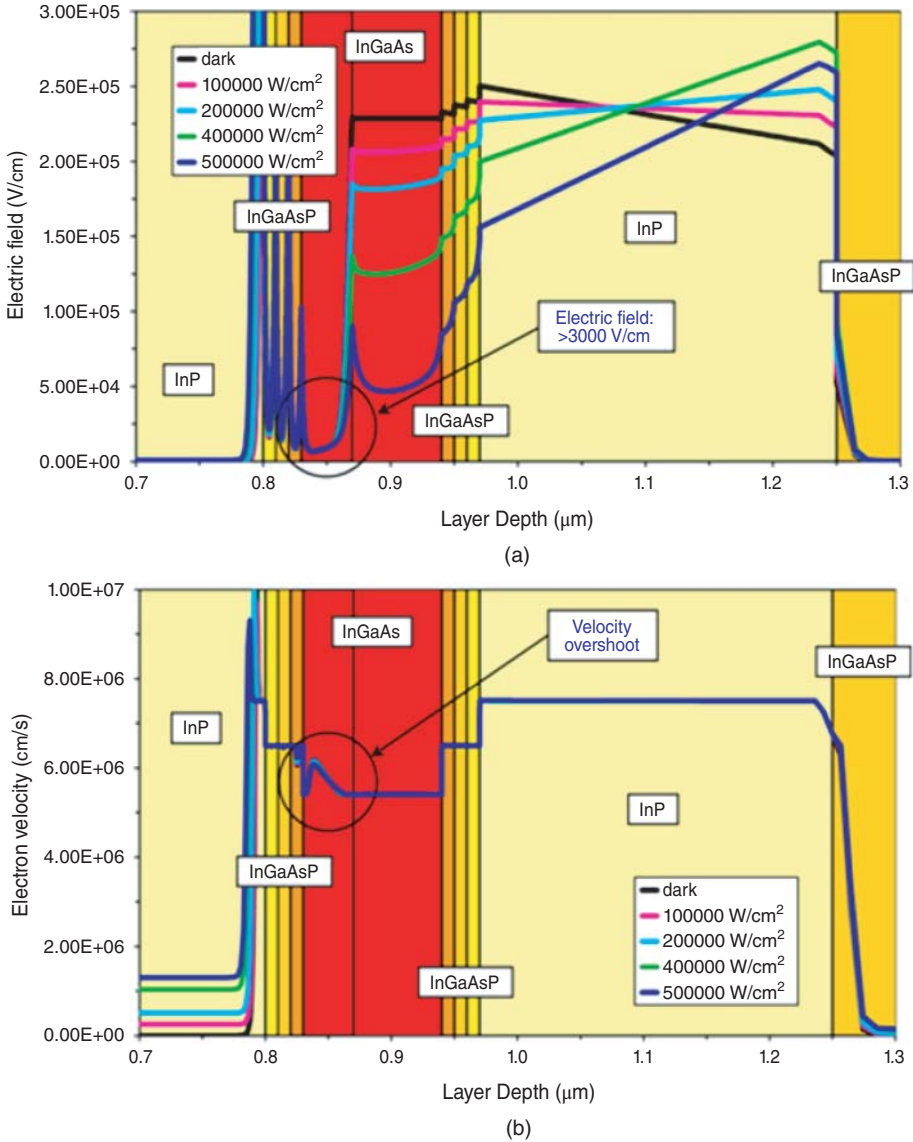 3.00E+05
2.50E+05
2.00E+05
1.50E+05
1.00E+05
5.00E+04
0.00E+00
Electric field (V/cm)
dark
100000 W/cm²
200000 W/cm²
400000 W/cm²
500000 W/cm²
InGaAs
InGaAsP
InP
Electric field:
>3000 V/cm
InP
InGaAsP
InGaAsP
0.7 0.8 0.9 1.0 1.1 1.2 1.3
Layer Depth (μm)
(a)
1.00E+07
8.00E+06
6.00E+06
4.00E+06
2.00E+06
0.00E+00
Electron velocity (cm/s)
InGaAs
Velocity
overshoot
InGaAsP
InP
InP
InGaAsP
InGaAsP
dark
100000 W/cm²
200000 W/cm²
400000 W/cm²
500000 W/cm²
0.7 0.8 0.9 1.0 1.1 1.2 1.3
Layer Depth (μm)
(b)